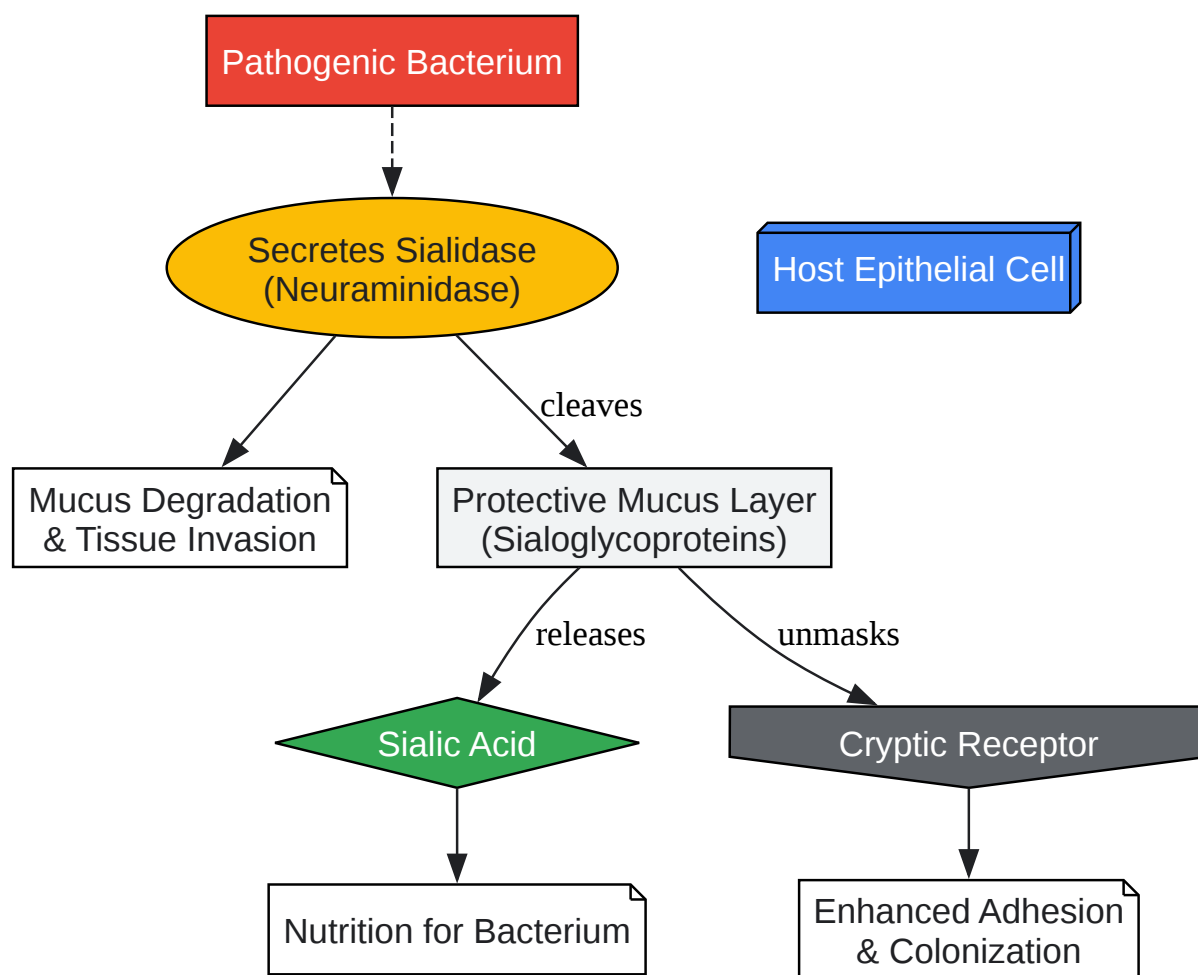 Pathogenic Bacterium
Secretes Sialidase
(Neuraminidase)
Host Epithelial Cell
cleaves
Mucus Degradation
& Tissue Invasion
Protective Mucus Layer
(Sialoglycoproteins)
releases
unmasks
Sialic Acid
Cryptic Receptor
Nutrition for Bacterium
Enhanced Adhesion
& Colonization